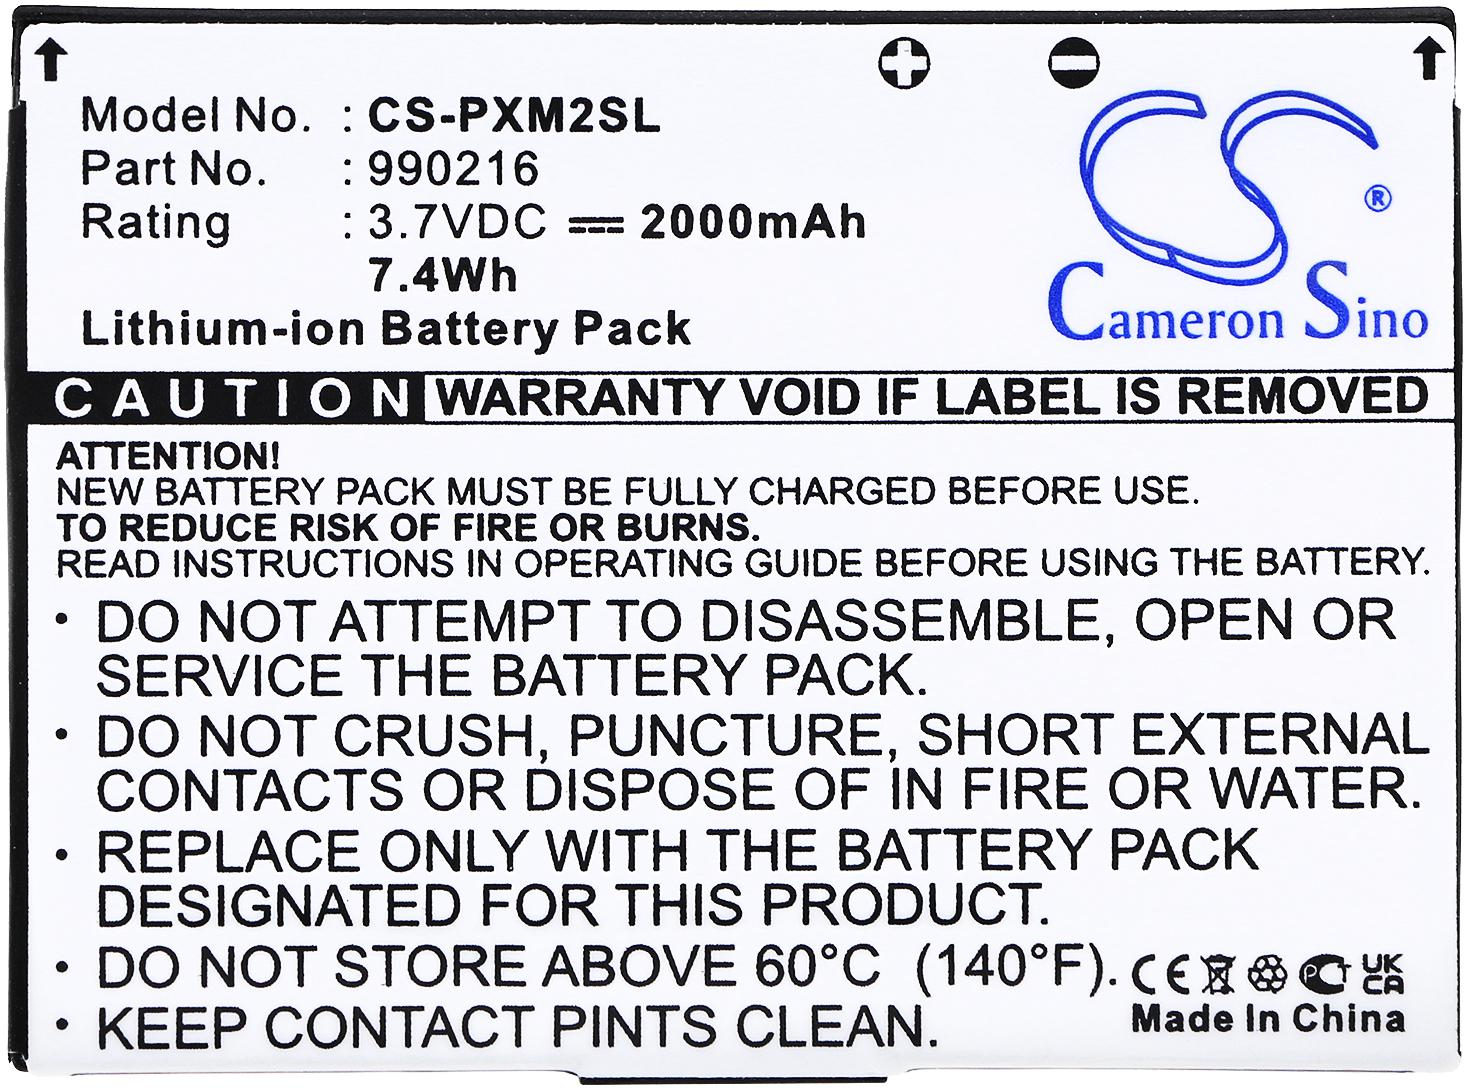 Model No. : CS-PXM2SL
Part No. : 990216
Rating : 3.7VDC ⎓ 2000mAh
7.4Wh
Lithium-ion Battery Pack
CS ®
Cameron Sino
CAUTION WARRANTY VOID IF LABEL IS REMOVED
ATTENTION!
NEW BATTERY PACK MUST BE FULLY CHARGED BEFORE USE.
TO REDUCE RISK OF FIRE OR BURNS.
READ INSTRUCTIONS IN OPERATING GUIDE BEFORE USING THE BATTERY.
• DO NOT ATTEMPT TO DISASSEMBLE, OPEN OR
SERVICE THE BATTERY PACK.
• DO NOT CRUSH, PUNCTURE, SHORT EXTERNAL
CONTACTS OR DISPOSE OF IN FIRE OR WATER.
• REPLACE ONLY WITH THE BATTERY PACK
DESIGNATED FOR THIS PRODUCT.
• DO NOT STORE ABOVE 60°C (140°F). CE PCT UK CA
• KEEP CONTACT PINTS CLEAN. Made In China